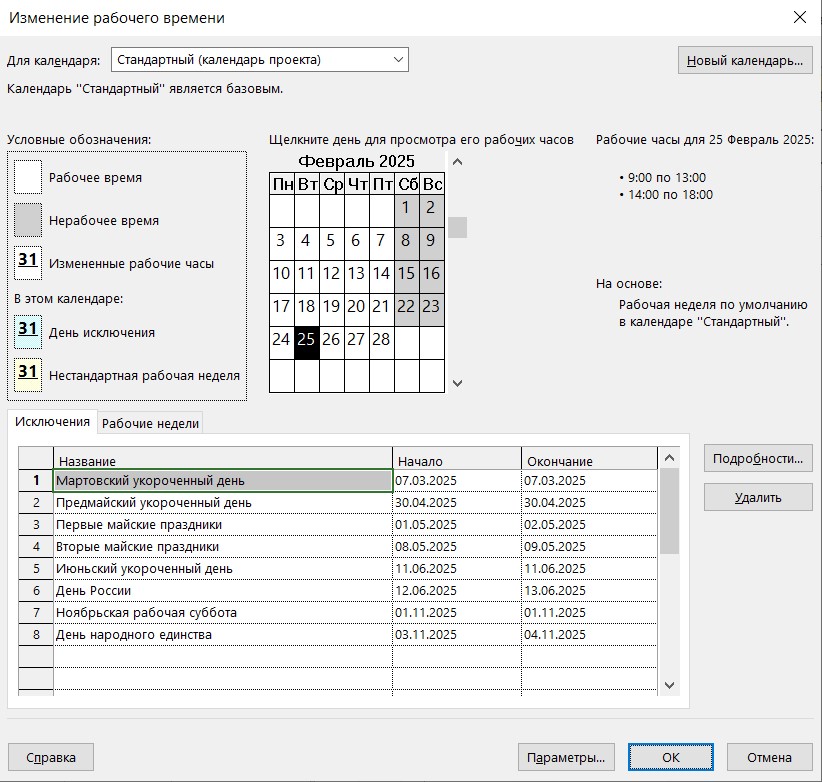 Изменение рабочего времени
Для календаря: Стандартный (календарь проекта) Новый календарь...
Календарь "Стандартный" является базовым.
Условные обозначения:
Рабочее время
Нерабочее время
31 Измененные рабочие часы
В этом календаре:
31 День исключения
31 Нестандартная рабочая неделя
Щелкните день для просмотра его рабочих часов
Февраль 2025
Пн Вт Ср Чт Пт Сб Вс
1 2
3 4 5 6 7 8 9
10 11 12 13 14 15 16
17 18 19 20 21 22 23
24 25 26 27 28
Рабочие часы для 25 Февраль 2025:
• 9:00 по 13:00
• 14:00 по 18:00
На основе:
Рабочая неделя по умолчанию
в календаре "Стандартный".
Исключения Рабочие недели
Название Начало Окончание
1 Мартовский укороченный день 07.03.2025 07.03.2025
2 Предмайский укороченный день 30.04.2025 30.04.2025
3 Первые майские праздники 01.05.2025 02.05.2025
4 Вторые майские праздники 08.05.2025 09.05.2025
5 Июньский укороченный день 11.06.2025 11.06.2025
6 День России 12.06.2025 13.06.2025
7 Ноябрьская рабочая суббота 01.11.2025 01.11.2025
8 День народного единства 03.11.2025 04.11.2025
Подробности...
Удалить
Справка Параметры... ОК Отмена